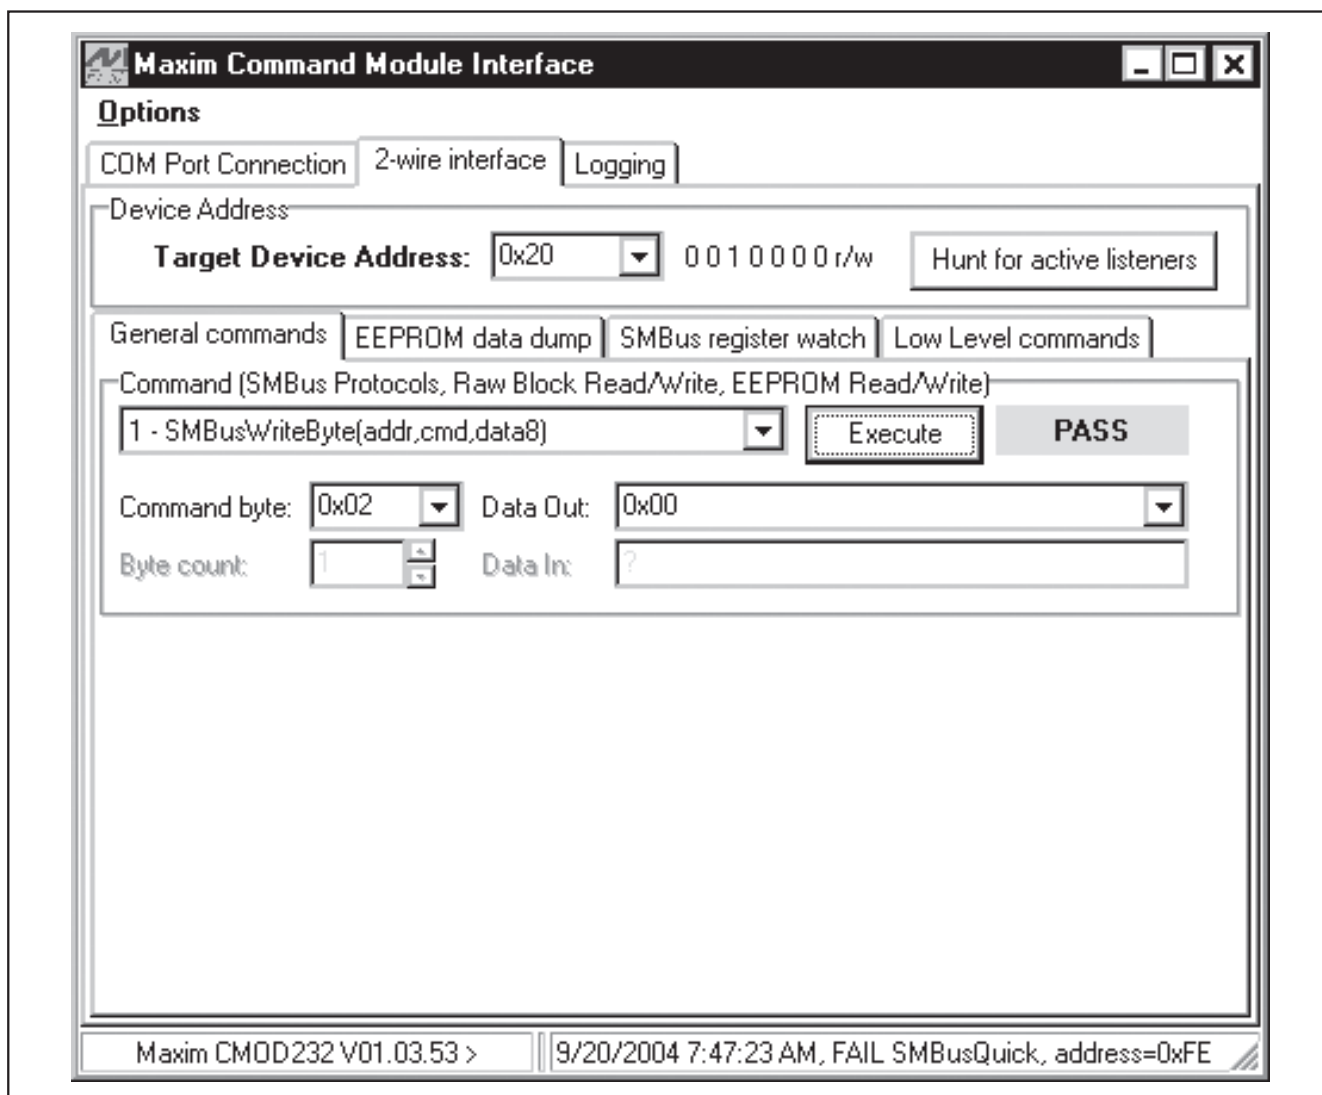 Maxim Command Module Interface
Options
COM Port Connection 2-wire interface Logging
Device Address
Target Device Address: 0x20 0 0 1 0 0 0 0 r/w Hunt for active listeners
General commands EEPROM data dump SMBus register watch Low Level commands
Command (SMBus Protocols, Raw Block Read/Write, EEPROM Read/Write)
1 - SMBusWriteByte(addr,cmd,data8) Execute PASS
Command byte: 0x02 Data Out: 0x00
Byte count: 1 Data In: ?
Maxim CMOD232 V01.03.53 > 9/20/2004 7:47:23 AM, FAIL SMBusQuick, address=0xFE